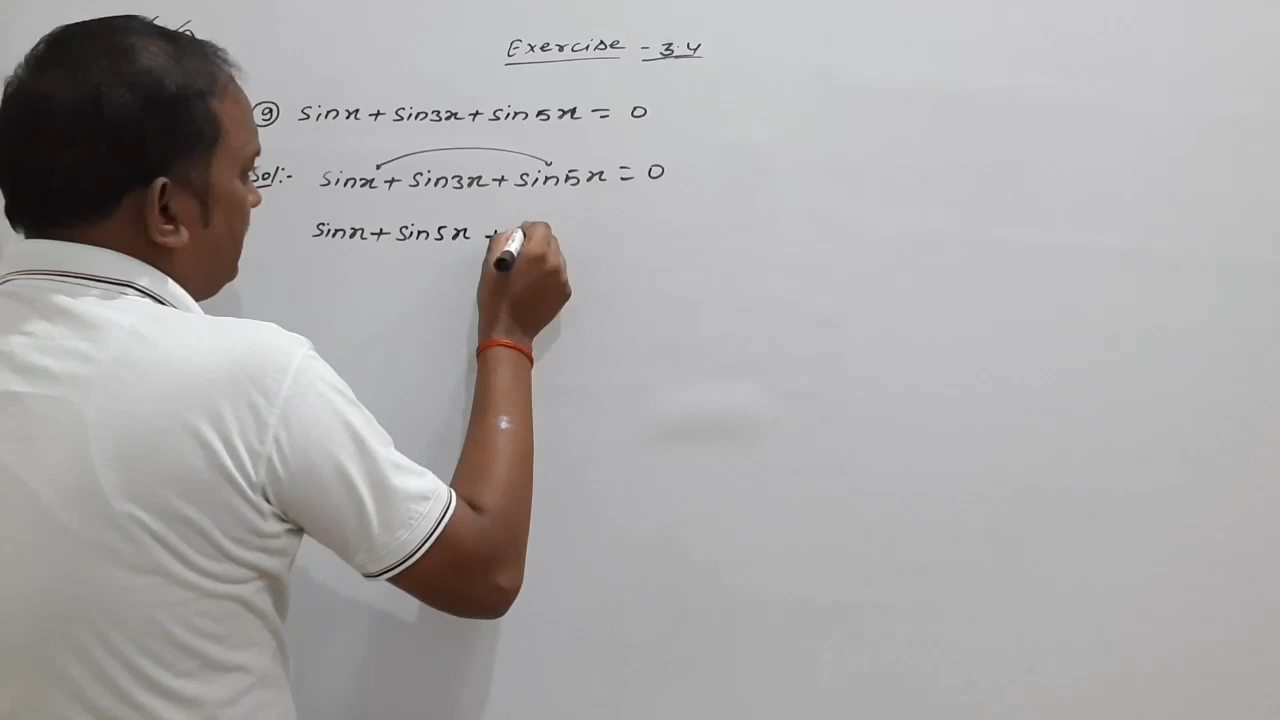 Exercise - 3.4
⑨ sinx + sin3x + sin5x = 0
Sol:- sinx + sin3x + sin5x = 0
sinx + sin5x +